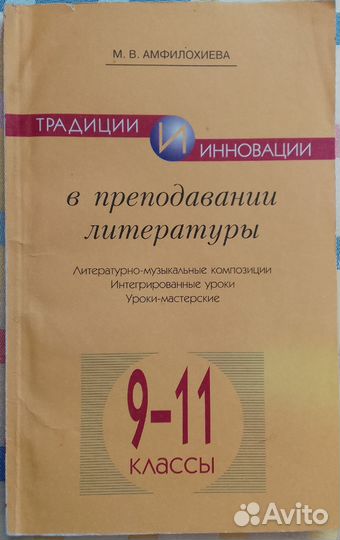 М. В. АМФИЛОХИЕВА
ТРАДИЦИИ И ИННОВАЦИИ
в преподавании
литературы
Литературно-музыкальные композиции
Интегрированные уроки
Уроки-мастерские
9–11
КЛАССЫ
Avito